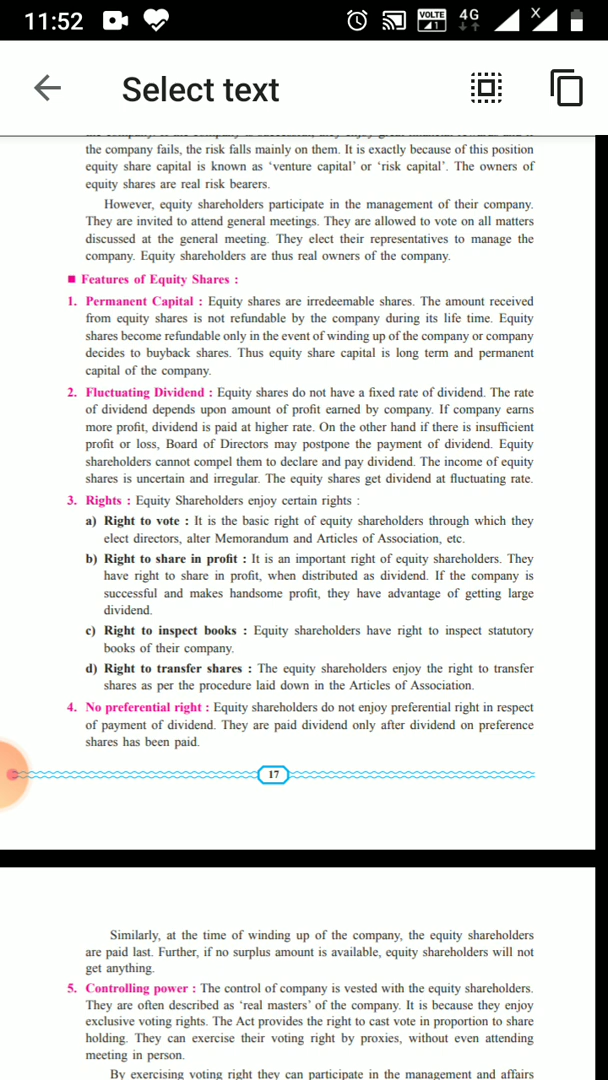 11:52
VOLTE
1
4G
X
Select text
the company fails, the risk falls mainly on them. It is exactly because of this position
equity share capital is known as ‘venture capital’ or ‘risk capital’. The owners of
equity shares are real risk bearers.
However, equity shareholders participate in the management of their company.
They are invited to attend general meetings. They are allowed to vote on all matters
discussed at the general meeting. They elect their representatives to manage the
company. Equity shareholders are thus real owners of the company.
■ Features of Equity Shares :
1. Permanent Capital : Equity shares are irredeemable shares. The amount received
from equity shares is not refundable by the company during its life time. Equity
shares become refundable only in the event of winding up of the company or company
decides to buyback shares. Thus equity share capital is long term and permanent
capital of the company.
2. Fluctuating Dividend : Equity shares do not have a fixed rate of dividend. The rate
of dividend depends upon amount of profit earned by company. If company earns
more profit, dividend is paid at higher rate. On the other hand if there is insufficient
profit or loss, Board of Directors may postpone the payment of dividend. Equity
shareholders cannot compel them to declare and pay dividend. The income of equity
shares is uncertain and irregular. The equity shares get dividend at fluctuating rate.
3. Rights : Equity Shareholders enjoy certain rights :
a) Right to vote : It is the basic right of equity shareholders through which they
elect directors, alter Memorandum and Articles of Association, etc.
b) Right to share in profit : It is an important right of equity shareholders. They
have right to share in profit, when distributed as dividend. If the company is
successful and makes handsome profit, they have advantage of getting large
dividend.
c) Right to inspect books : Equity shareholders have right to inspect statutory
books of their company.
d) Right to transfer shares : The equity shareholders enjoy the right to transfer
shares as per the procedure laid down in the Articles of Association.
4. No preferential right : Equity shareholders do not enjoy preferential right in respect
of payment of dividend. They are paid dividend only after dividend on preference
shares has been paid.
17
Similarly, at the time of winding up of the company, the equity shareholders
are paid last. Further, if no surplus amount is available, equity shareholders will not
get anything.
5. Controlling power : The control of company is vested with the equity shareholders.
They are often described as ‘real masters’ of the company. It is because they enjoy
exclusive voting rights. The Act provides the right to cast vote in proportion to share
holding. They can exercise their voting right by proxies, without even attending
meeting in person.
By exercising voting right they can participate in the management and affairs